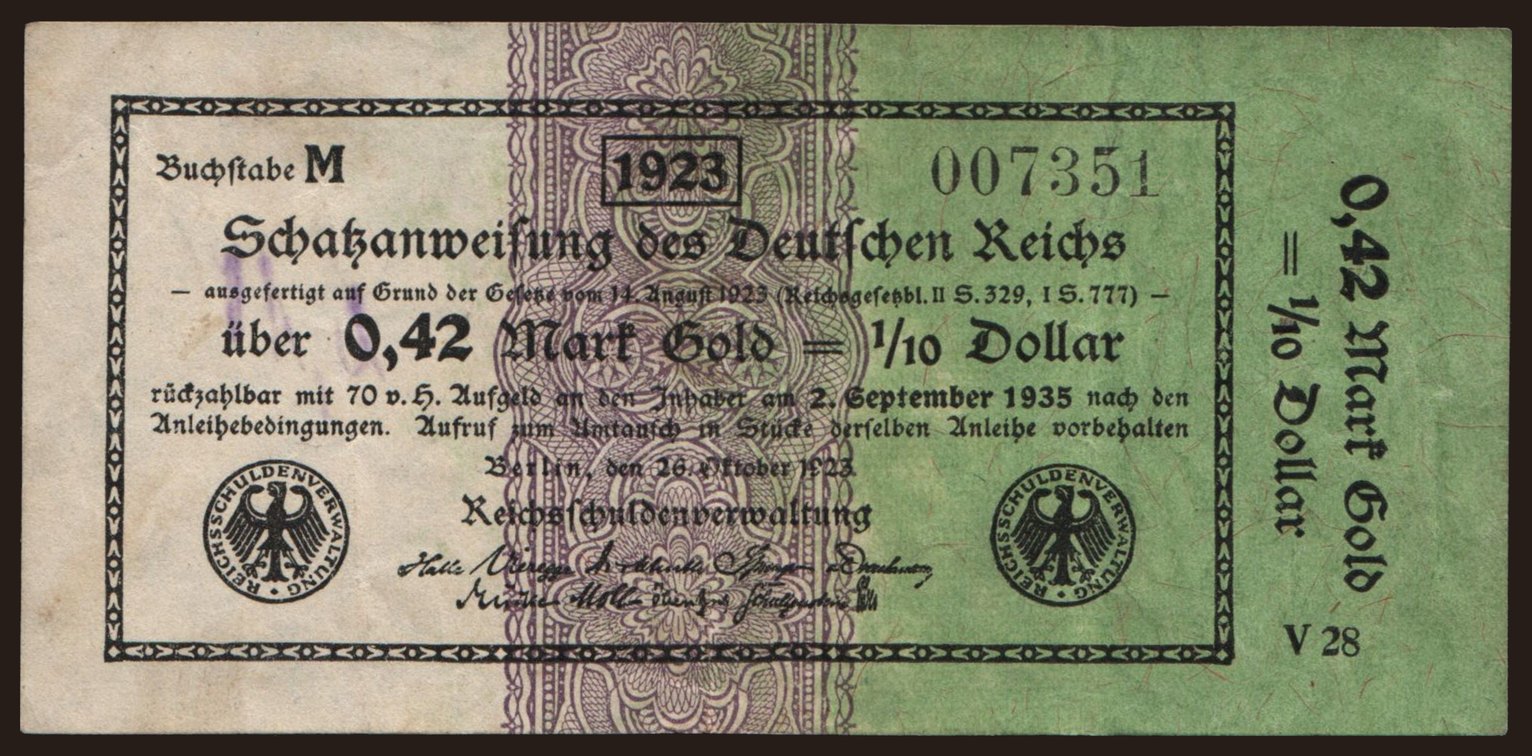 Buchstabe M
1923
007351
Schatzanweisung des Deutschen Reichs
— ausgefertigt auf Grund der Gesetze vom 14. August 1923 (Reichsgesetzbl. II S. 329, I S. 777) —
über 0,42 Mark Gold = 1/10 Dollar
rückzahlbar mit 70 v. H. Aufgeld an den Inhaber am 2. September 1935 nach den
Anleihebedingungen. Aufruf zum Umtausch in Stücke derselben Anleihe vorbehalten
Berlin, den 26. Oktober 1923
Reichsschuldenverwaltung
Halle
REICHSSCHULDENVERWALTUNG
REICHSSCHULDENVERWALTUNG
0,42 Mark Gold
= 1/10 Dollar
V 28